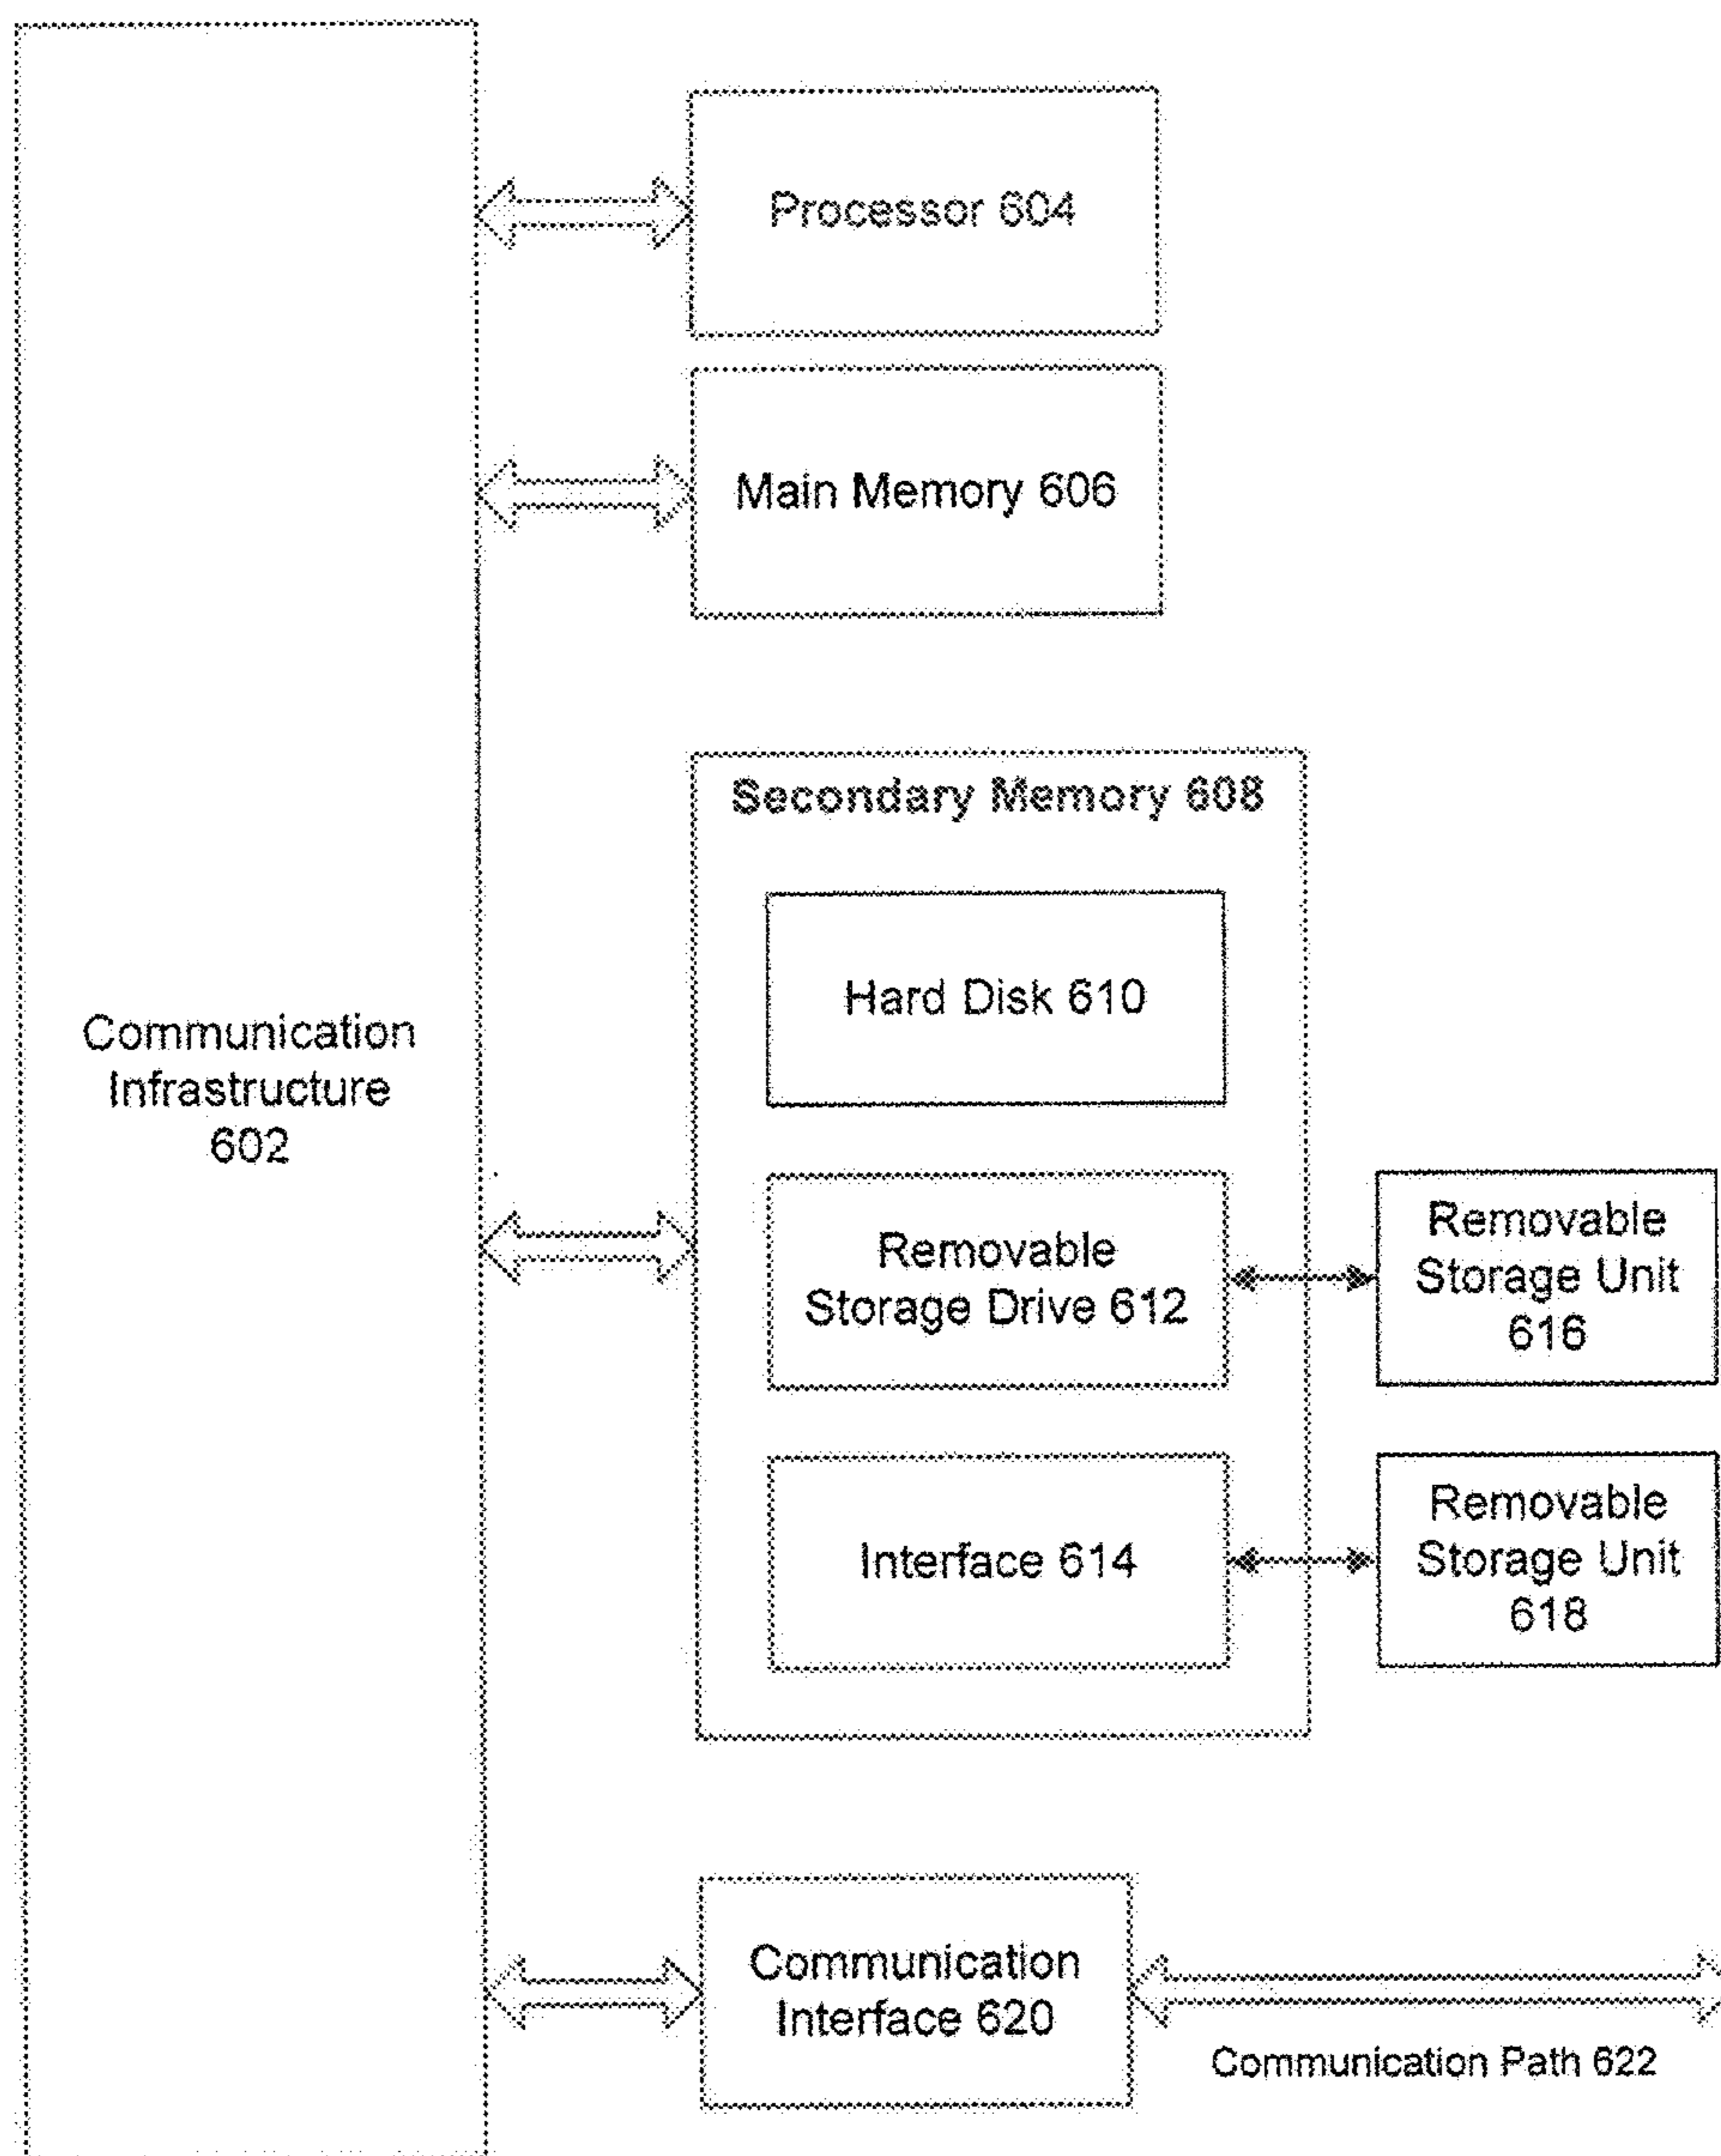 Processor 604
Main Memory 606
Secondary Memory 608
Hard Disk 610
Communication
Infrastructure
602
Removable
Storage Drive 612
Removable
Storage Unit
616
Interface 614
Removable
Storage Unit
618
Communication
Interface 620
Communication Path 622